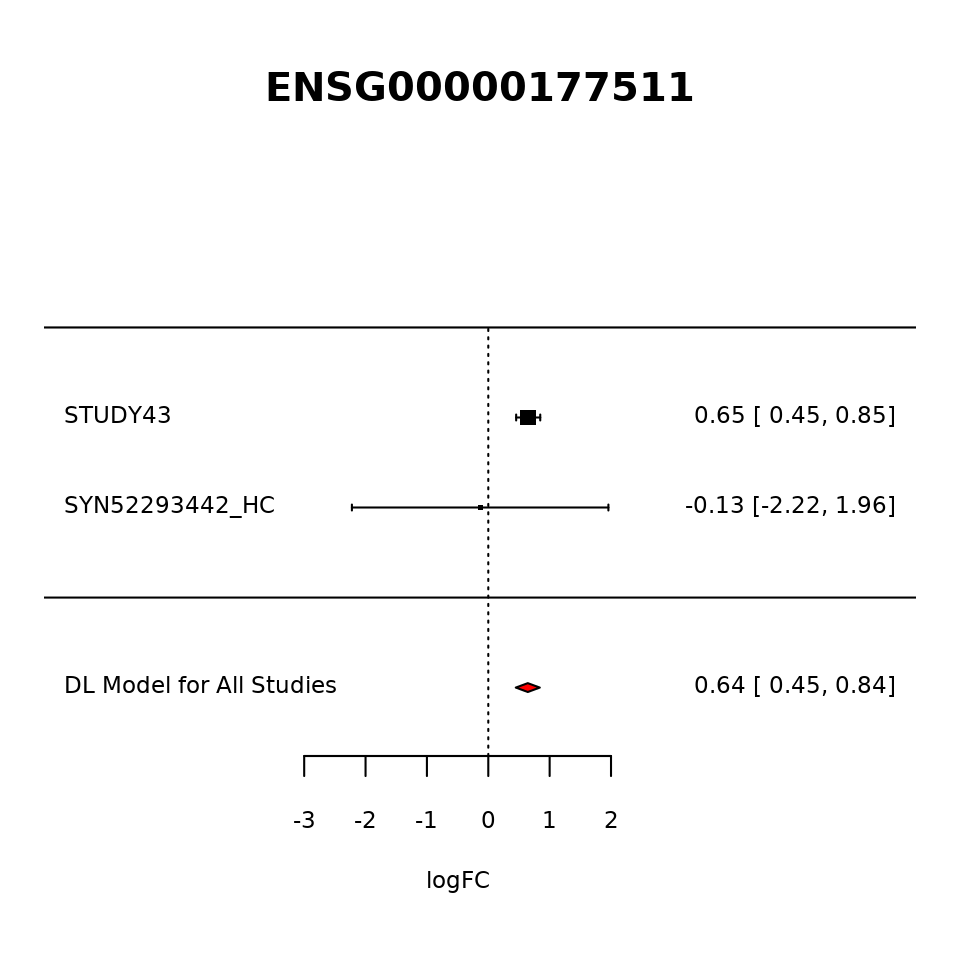 ENSG00000177511
STUDY43 0.65 [ 0.45, 0.85]
SYN52293442_HC -0.13 [-2.22, 1.96]
DL Model for All Studies 0.64 [ 0.45, 0.84]
-3 -2 -1 0 1 2
logFC